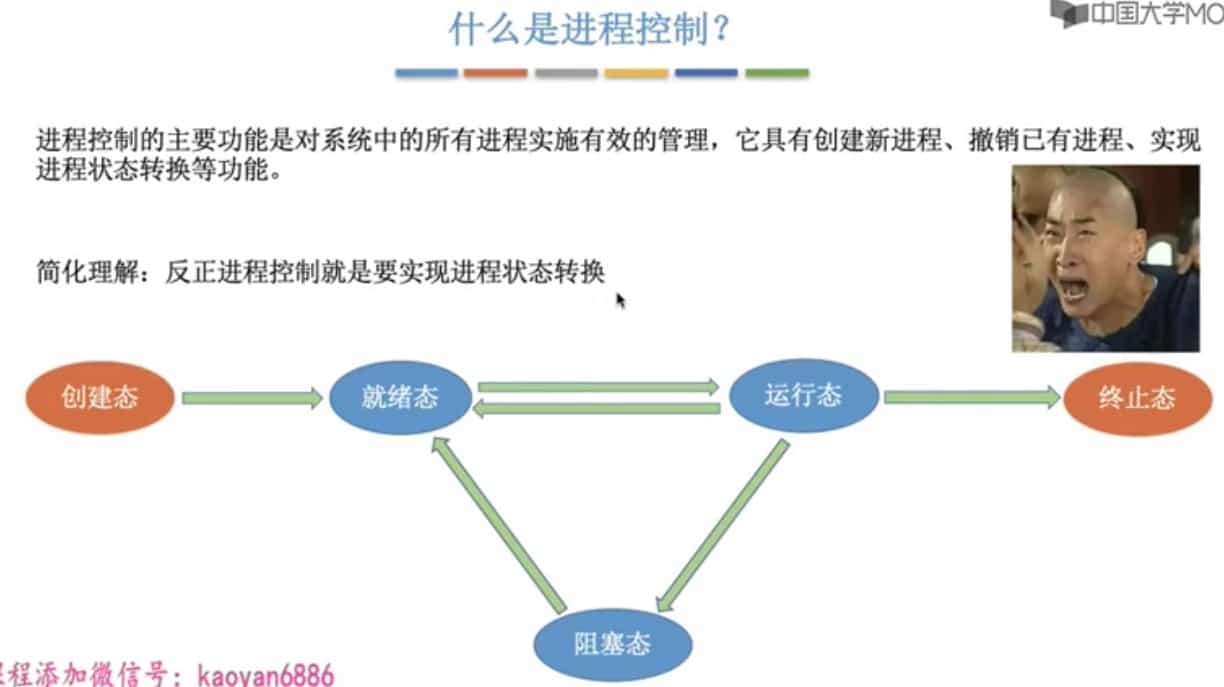 什么是进程控制？
中国大学MO
进程控制的主要功能是对系统中的所有进程实施有效的管理，它具有创建新进程、撤销已有进程、实现
进程状态转换等功能。
简化理解：反正进程控制就是要实现进程状态转换
创建态
就绪态
运行态
终止态
阻塞态
程添加微信号：kaoyan6886